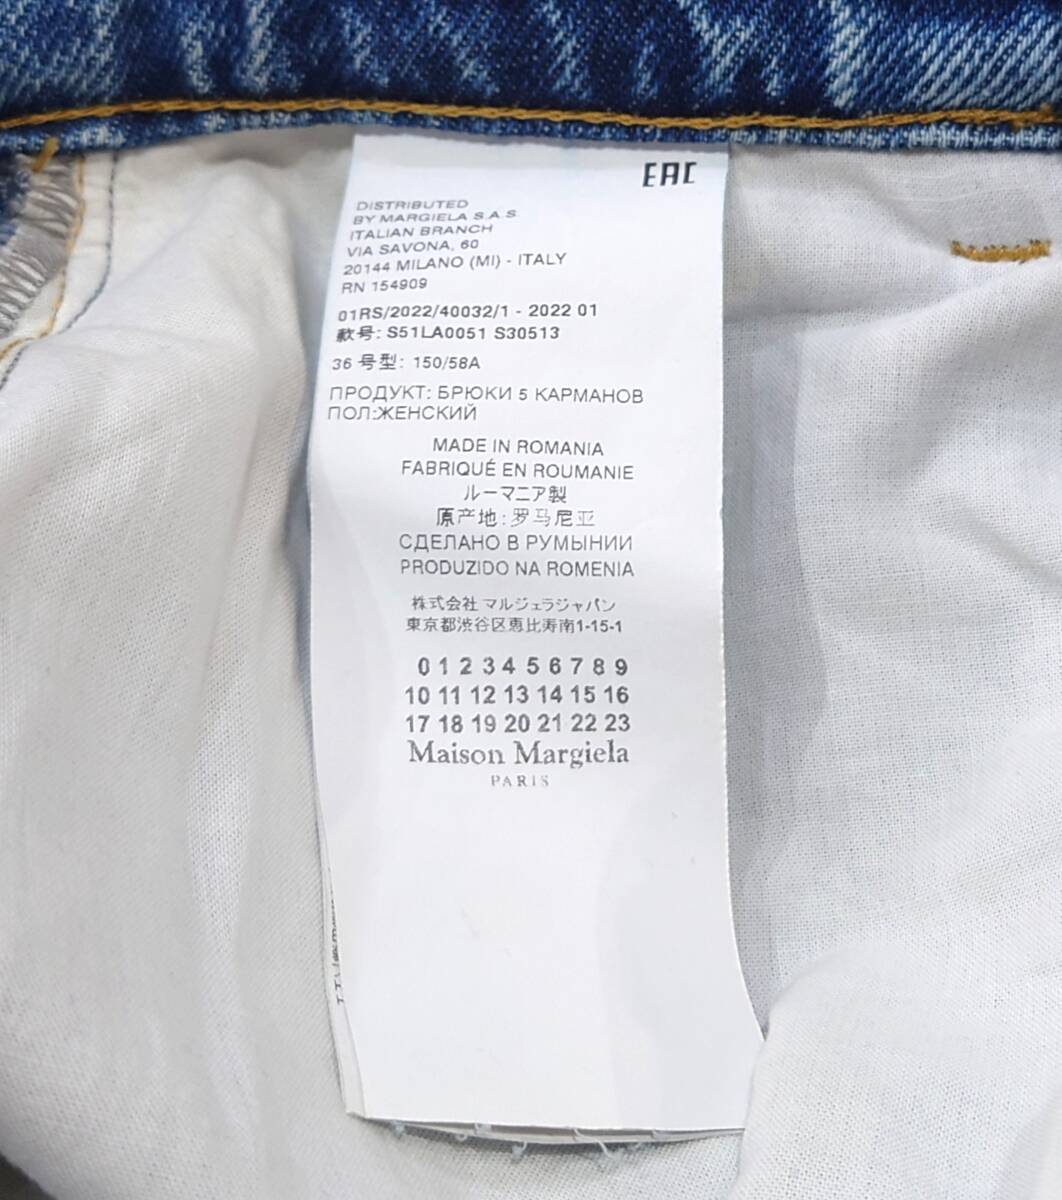 EAC
DISTRIBUTED
BY MARGIELA S.A.S.
ITALIAN BRANCH
VIA SAVONA, 60
20144 MILANO (MI) - ITALY
RN 154909
01RS/2022/40032/1 - 2022 01
款号: S51LA0051 S30513
36 号型: 150/58A
ПРОДУКТ: БРЮКИ 5 КАРМАНОВ
ПОЛ:ЖЕНСКИЙ
MADE IN ROMANIA
FABRIQUÉ EN ROUMANIE
ルーマニア製
原产地: 罗马尼亚
СДЕЛАНО В РУМЫНИИ
PRODUZIDO NA ROMENIA
株式会社 マルジェラジャパン
東京都渋谷区恵比寿南1-15-1
0 1 2 3 4 5 6 7 8 9
10 11 12 13 14 15 16
17 18 19 20 21 22 23
Maison Margiela
PARIS